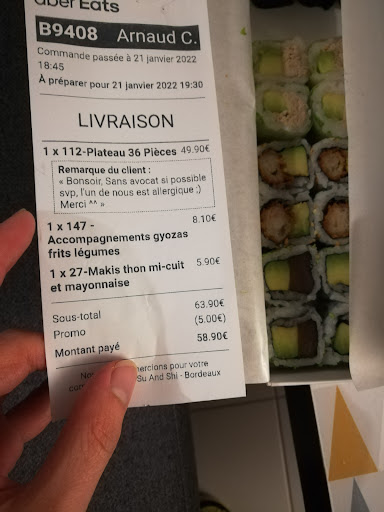 uber Eats
B9408 Arnaud C.
Commande passée à 21 janvier 2022
18:45
À préparer pour 21 janvier 2022 19:30
LIVRAISON
1 x 112-Plateau 36 Pièces 49.90€
Remarque du client :
« Bonsoir, Sans avocat si possible
svp, l'un de nous est allergique ;)
Merci ^^ »
1 x 147 - 8.10€
Accompagnements gyozas
frits légumes
1 x 27-Makis thon mi-cuit 5.90€
et mayonnaise
Sous-total 63.90€
Promo (5.00€)
Montant payé 58.90€
pour votre
Su And Shi - Bordeaux